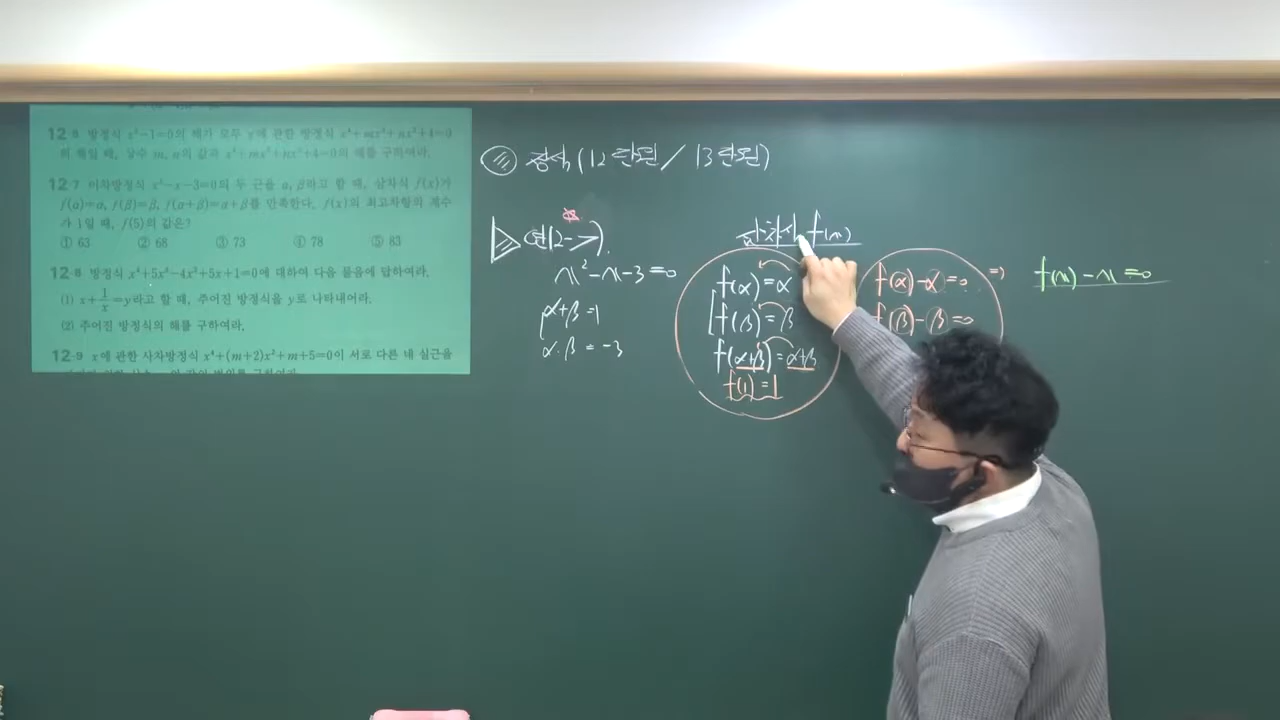 12·6 방정식 x²-1=0의 해가 모두 x에 관한 방정식 x⁴+mx³+nx²+4=0
의 해일 때, 상수 m, n의 값과 x⁴+mx³+nx²+4=0의 해를 구하여라.
12·7 이차방정식 x²-x-3=0의 두 근을 α, β라고 할 때, 삼차식 f(x)가
f(α)=α, f(β)=β, f(α+β)=α+β를 만족한다. f(x)의 최고차항의 계수
가 1일 때, f(5)의 값은?
① 63 ② 68 ③ 73 ④ 78 ⑤ 83
12·8 방정식 x⁴+5x³-4x²+5x+1=0에 대하여 다음 물음에 답하여라.
(1) x+1/x=y라고 할 때, 주어진 방정식을 y로 나타내어라.
(2) 주어진 방정식의 해를 구하여라.
12·9 x에 관한 사차방정식 x⁴+(m+2)x²+m+5=0이 서로 다른 네 실근을
정석(12단원 / 13단원)
연12-7).
x²-x-3=0
α+β=1
α·β=-3
삼차식 f(x)
f(α)=α
f(β)=β
f(α+β)=α+β
f(1)=1
f(α)-α=0
f(β)-β=0
⇒ f(x)-x=0